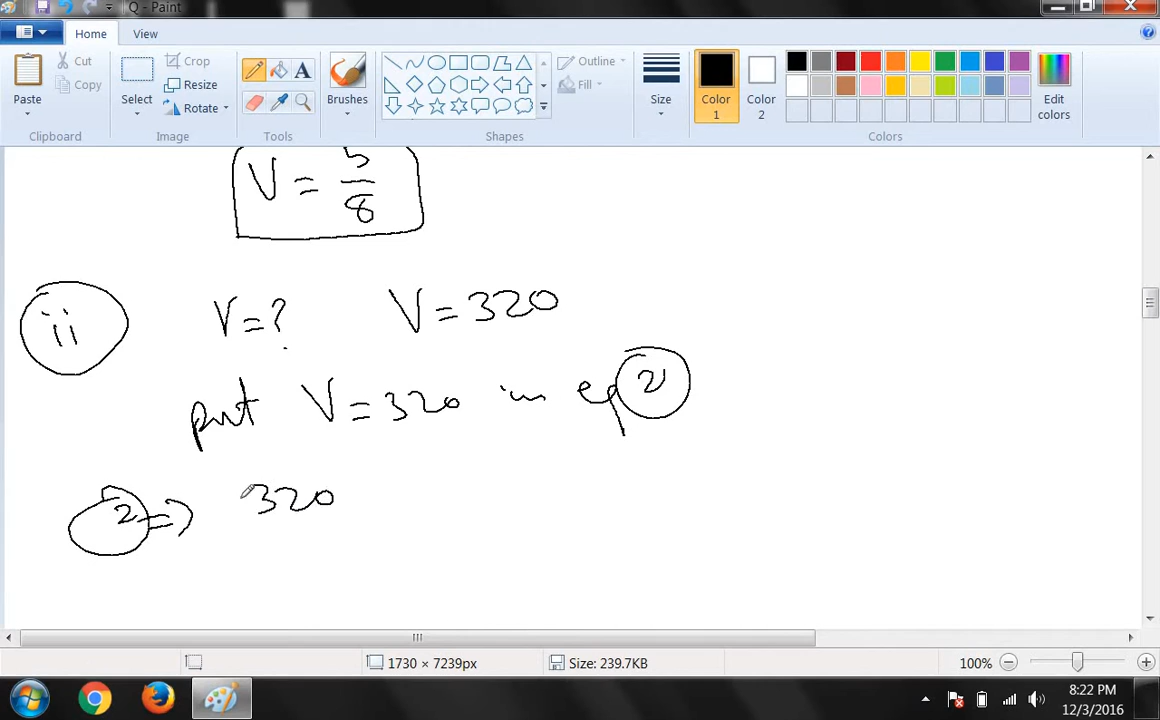 Q - Paint
Home View
Paste
Cut
Copy
Clipboard
Select
Crop
Resize
Rotate
Image
A
Tools
Brushes
Outline
Fill
Shapes
Size
Color 1
Color 2
Edit colors
Colors
V = 5/8
ii V = ? V = 320
put V = 320 in eq 2
2 => 320
1730 × 7239px
Size: 239.7KB
100%
8:22 PM
12/3/2016